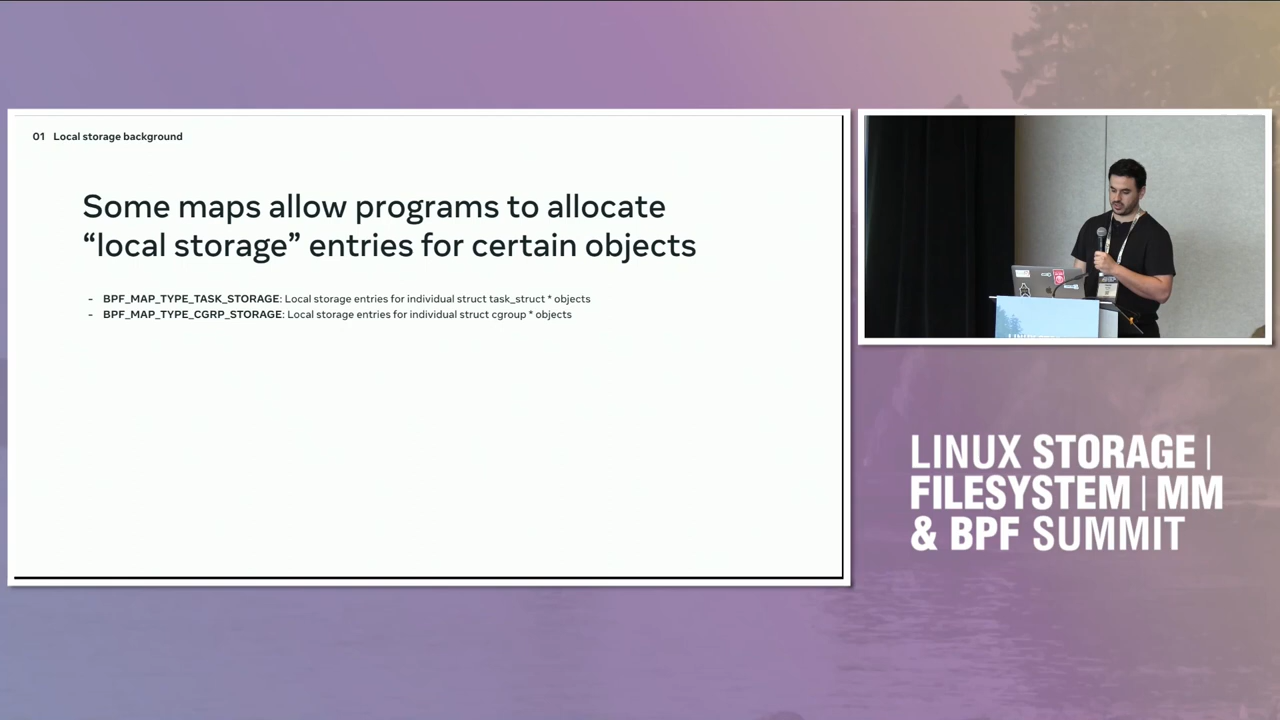 01 Local storage background
Some maps allow programs to allocate
“local storage” entries for certain objects
- BPF_MAP_TYPE_TASK_STORAGE: Local storage entries for individual struct task_struct * objects
- BPF_MAP_TYPE_CGRP_STORAGE: Local storage entries for individual struct cgroup * objects
LINUX STORAGE |
FILESYSTEM | MM
& BPF SUMMIT